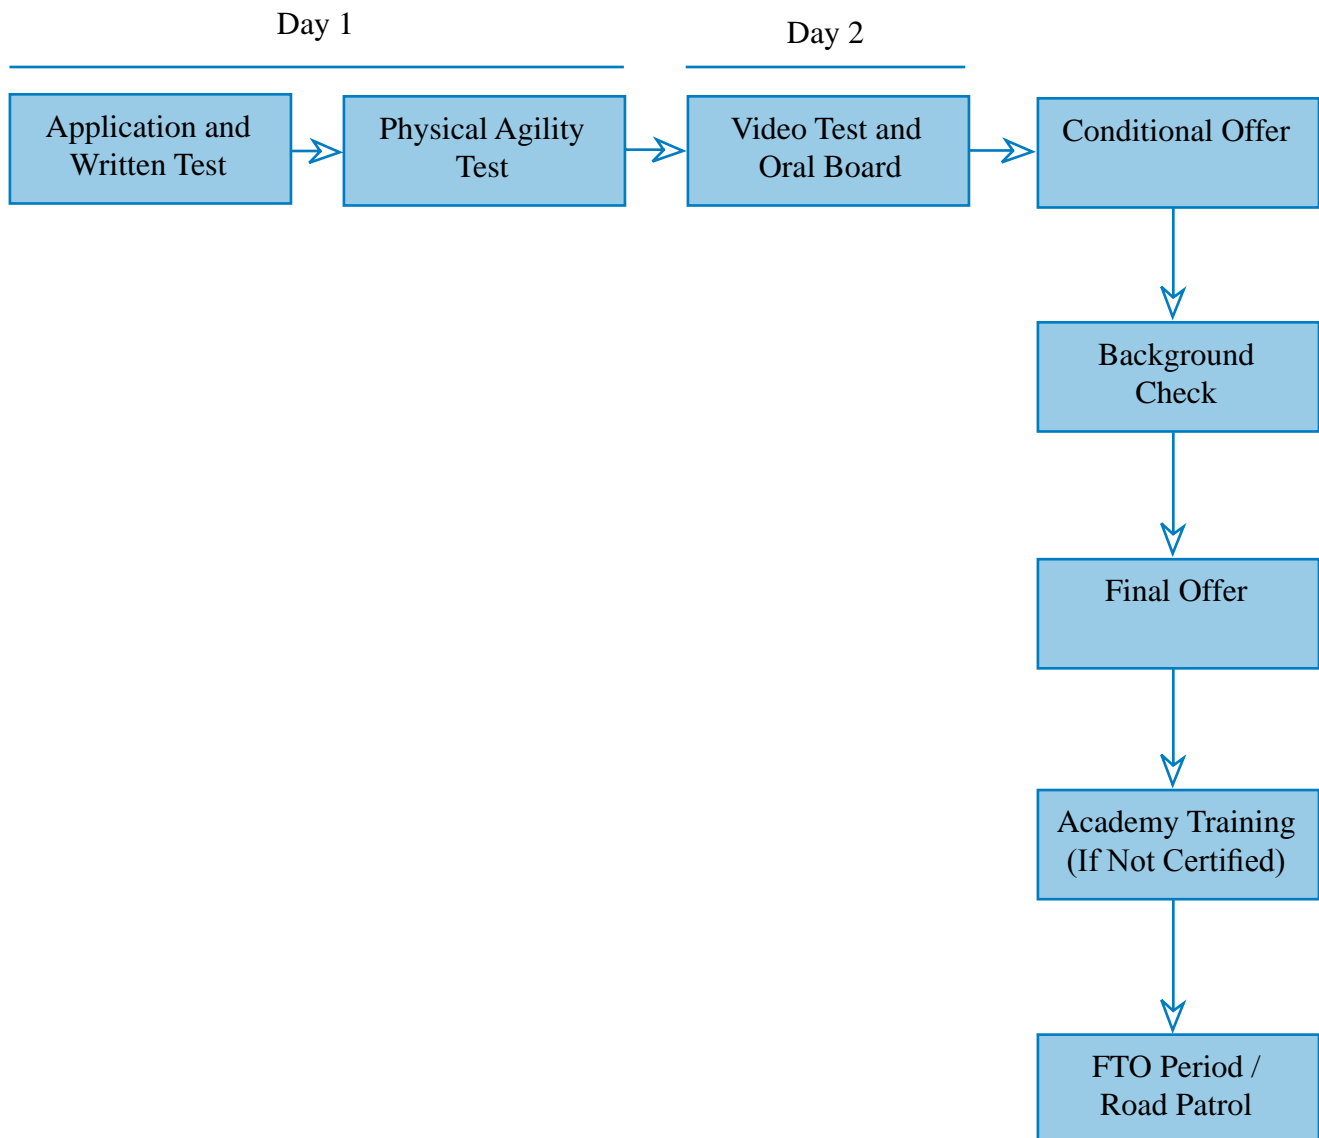 Day 1
Day 2
Application and
Written Test
Physical Agility
Test
Video Test and
Oral Board
Conditional Offer
Background
Check
Final Offer
Academy Training
(If Not Certified)
FTO Period /
Road Patrol